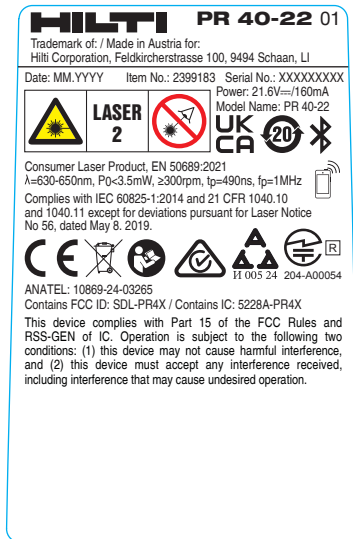 HILTI PR 40-22 01
Trademark of: / Made in Austria for:
Hilti Corporation, Feldkircherstrasse 100, 9494 Schaan, LI
Date: MM.YYYY Item No.: 2399183 Serial No.: XXXXXXXXX
Power: 21.6V⎓/160mA
Model Name: PR 40-22
LASER
2
UK
CA
20
Consumer Laser Product, EN 50689:2021
λ=630-650nm, P0<3.5mW, ≥300rpm, tp=490ns, fp=1MHz
Complies with IEC 60825-1:2014 and 21 CFR 1040.10
and 1040.11 except for deviations pursuant for Laser Notice
No 56, dated May 8. 2019.
CE
R
И 005 24 204-A00054
ANATEL: 10869-24-03265
Contains FCC ID: SDL-PR4X / Contains IC: 5228A-PR4X
This device complies with Part 15 of the FCC Rules and
RSS-GEN of IC. Operation is subject to the following two
conditions: (1) this device may not cause harmful interference,
and (2) this device must accept any interference received,
including interference that may cause undesired operation.